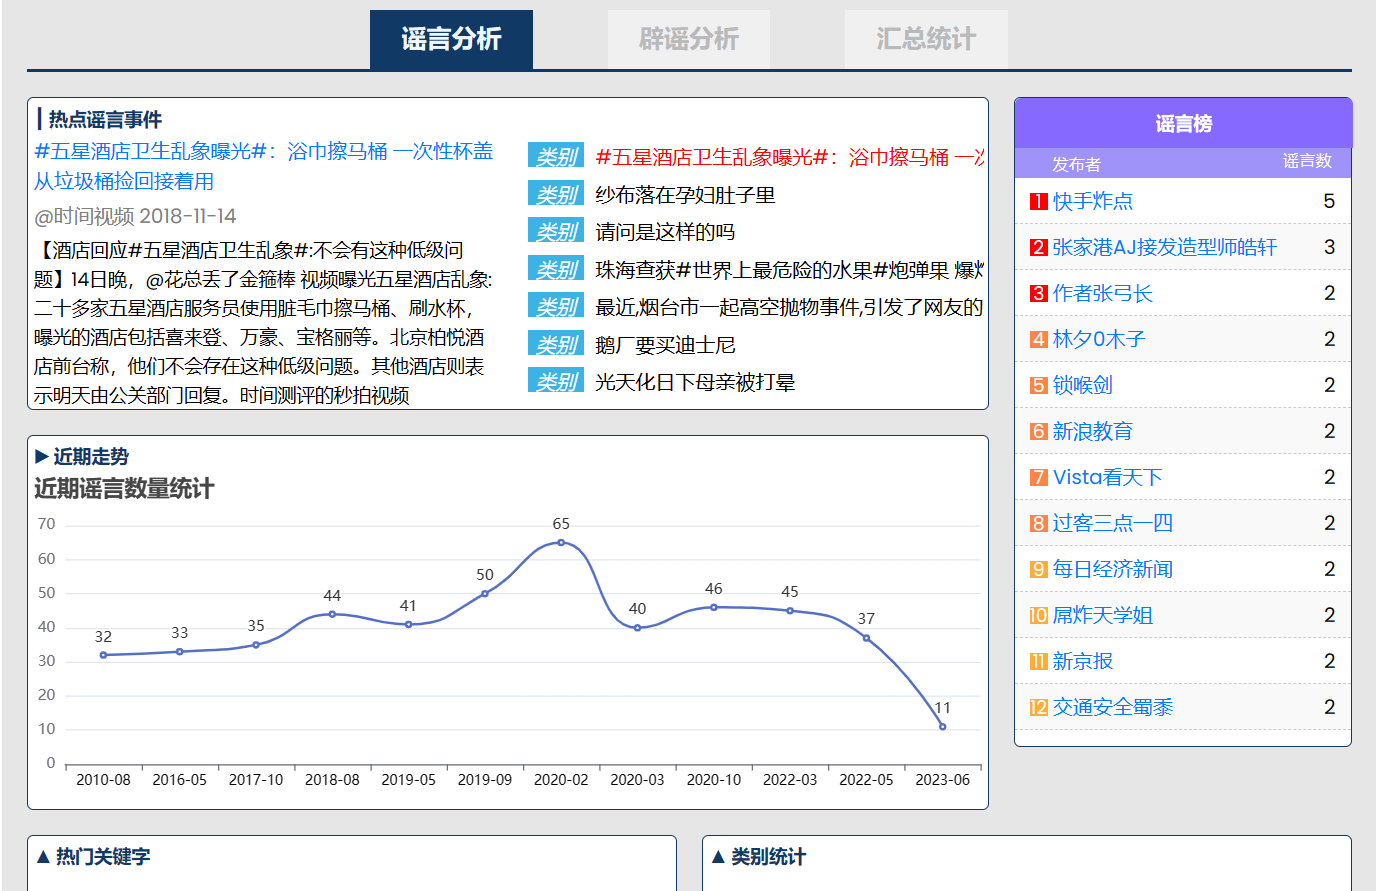 谣言分析
辟谣分析
汇总统计
热点谣言事件
#五星酒店卫生乱象曝光#：浴巾擦马桶 一次性杯盖
从垃圾桶捡回接着用
@时间视频 2018-11-14
【酒店回应#五星酒店卫生乱象#:不会有这种低级问
题】14日晚，@花总丢了金箍棒 视频曝光五星酒店乱象:
二十多家五星酒店服务员使用脏毛巾擦马桶、刷水杯，
曝光的酒店包括喜来登、万豪、宝格丽等。北京柏悦酒
店前台称，他们不会存在这种低级问题。其他酒店则表
示明天由公关部门回复。时间测评的秒拍视频
类别 #五星酒店卫生乱象曝光#：浴巾擦马桶 一次
类别 纱布落在孕妇肚子里
类别 请问是这样的吗
类别 珠海查获#世界上最危险的水果#炮弹果 爆炸
类别 最近,烟台市一起高空抛物事件,引发了网友的
类别 鹅厂要买迪士尼
类别 光天化日下母亲被打晕
谣言榜
发布者 谣言数
1 快手炸点 5
2 张家港AJ接发造型师皓轩 3
3 作者张弓长 2
4 林夕0木子 2
5 锁喉剑 2
6 新浪教育 2
7 Vista看天下 2
8 过客三点一四 2
9 每日经济新闻 2
10 屌炸天学姐 2
11 新京报 2
12 交通安全蜀黍 2
▶ 近期走势
近期谣言数量统计
70
60
50
40
30
20
10
0
32
33
35
44
41
50
65
40
46
45
37
11
2010-08
2016-05
2017-10
2018-08
2019-05
2019-09
2020-02
2020-03
2020-10
2022-03
2022-05
2023-06
▲ 热门关键字
▲ 类别统计